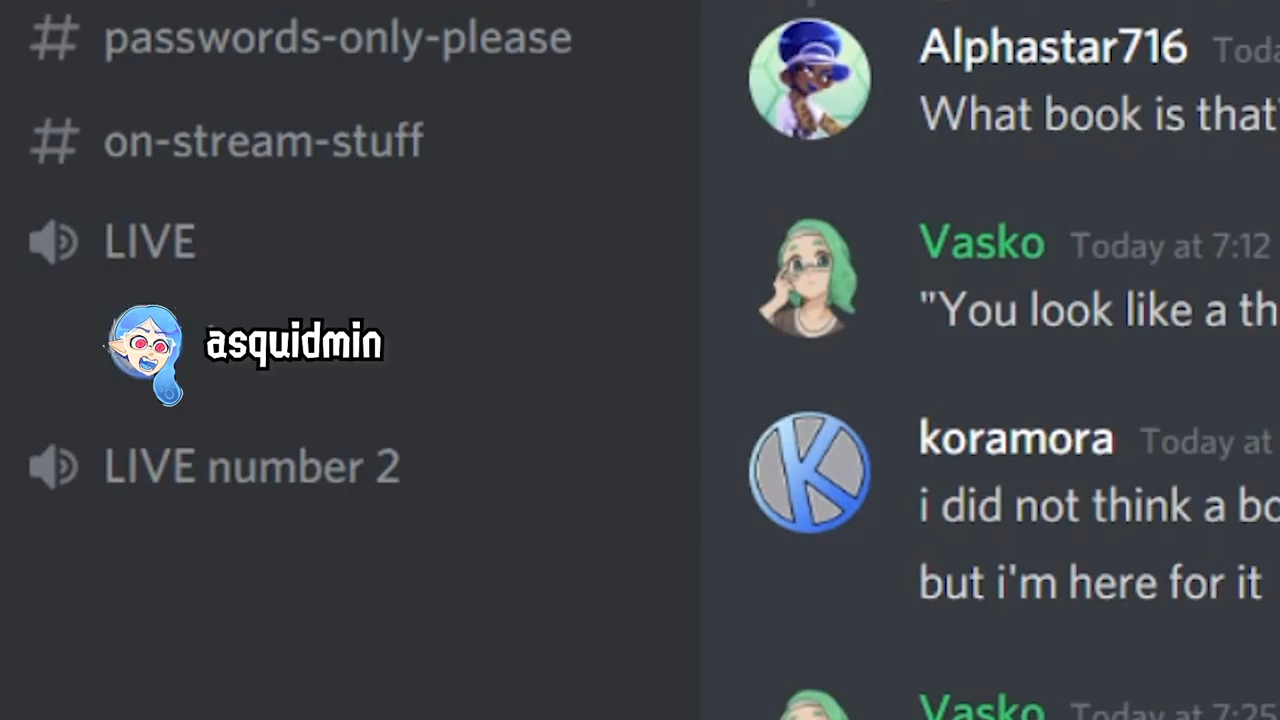 # passwords-only-please
# on-stream-stuff
LIVE
asquidmin
LIVE number 2
Alphastar716
What book is that
Vasko Today at 7:12
"You look like a th
koramora Today at
i did not think a bo
but i'm here for it
Vasko Today at 7:25